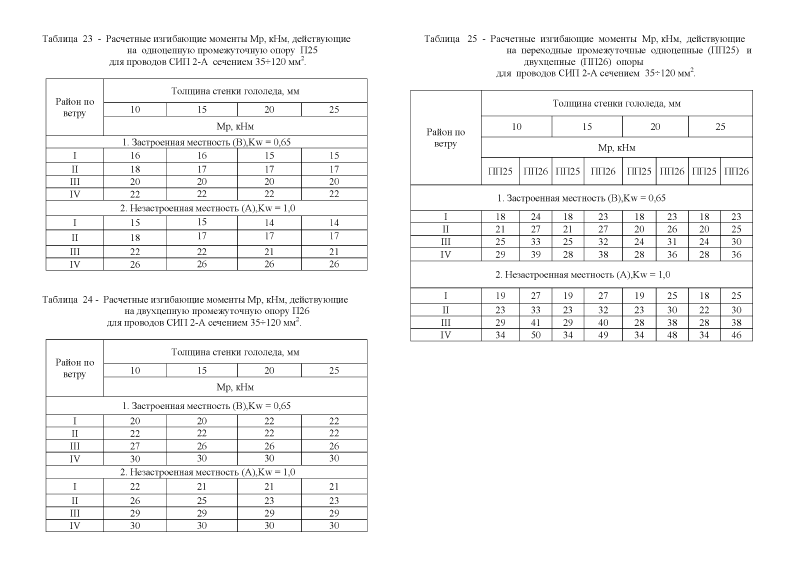 Таблица 23 - Расчетные изгибающие моменты Мр, кНм, действующие
на одноцепную промежуточную опору П25
для проводов СИП 2-А сечением 35÷120 мм².
Район по ветру Толщина стенки гололеда, мм
10 15 20 25
Мр, кНм
1. Застроенная местность (В),Kw = 0,65
I 16 16 15 15
II 18 17 17 17
III 20 20 20 20
IV 22 22 22 22
2. Незастроенная местность (А),Kw = 1,0
I 15 15 14 14
II 18 17 17 17
III 22 22 21 21
IV 26 26 26 26
Таблица 24 - Расчетные изгибающие моменты Мр, кНм, действующие
на двухцепную промежуточную опору П26
для проводов СИП 2-А сечением 35÷120 мм².
Район по ветру Толщина стенки гололеда, мм
10 15 20 25
Мр, кНм
1. Застроенная местность (В),Kw = 0,65
I 20 20 22 22
II 22 22 22 22
III 27 26 26 26
IV 30 30 30 30
2. Незастроенная местность (А),Kw = 1,0
I 22 21 21 21
II 26 25 23 23
III 29 29 29 29
IV 30 30 30 30
Таблица 25 - Расчетные изгибающие моменты Мр, кНм, действующие
на переходные промежуточные одноцепные (ПП25) и
двухцепные (ПП26) опоры
для проводов СИП 2-А сечением 35÷120 мм².
Район по ветру Толщина стенки гололеда, мм
10 15 20 25
Мр, кНм
ПП25 ПП26 ПП25 ПП26 ПП25 ПП26 ПП25 ПП26
1. Застроенная местность (В),Kw = 0,65
I 18 24 18 23 18 23 18 23
II 21 27 21 27 20 26 20 25
III 25 33 25 32 24 31 24 30
IV 29 39 28 38 28 36 28 36
2. Незастроенная местность (А),Kw = 1,0
I 19 27 19 27 19 25 18 25
II 23 33 23 32 23 30 22 30
III 29 41 29 40 28 38 28 38
IV 34 50 34 49 34 48 34 46